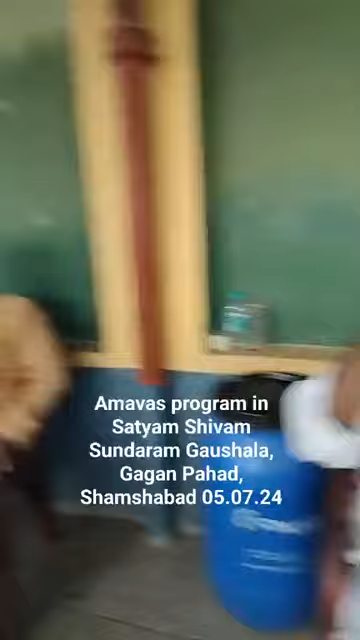 Amavas program in
Satyam Shivam
Sundaram Gaushala,
Gagan Pahad,
Shamshabad 05.07.24